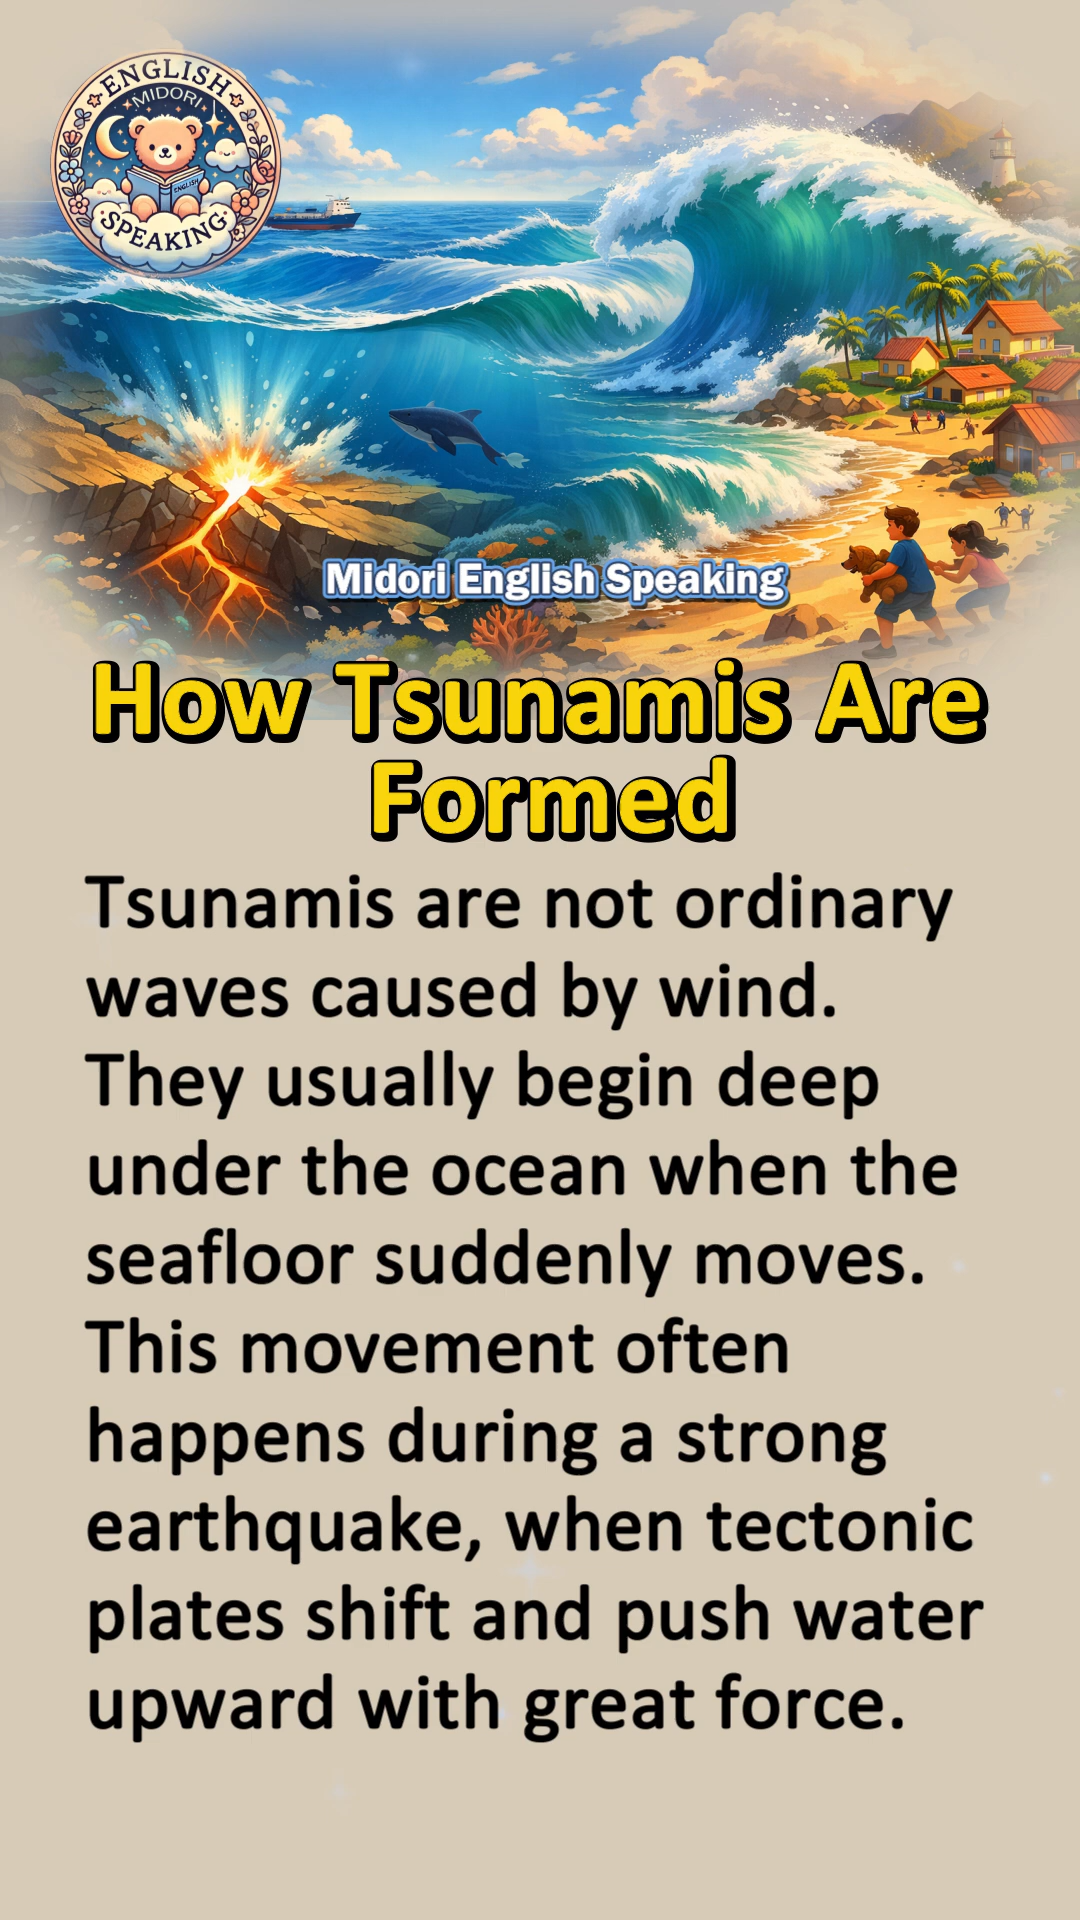 ENGLISH
MIDORI
ENGLISH
SPEAKING
Midori English Speaking
How Tsunamis Are
Formed
Tsunamis are not ordinary
waves caused by wind.
They usually begin deep
under the ocean when the
seafloor suddenly moves.
This movement often
happens during a strong
earthquake, when tectonic
plates shift and push water
upward with great force.